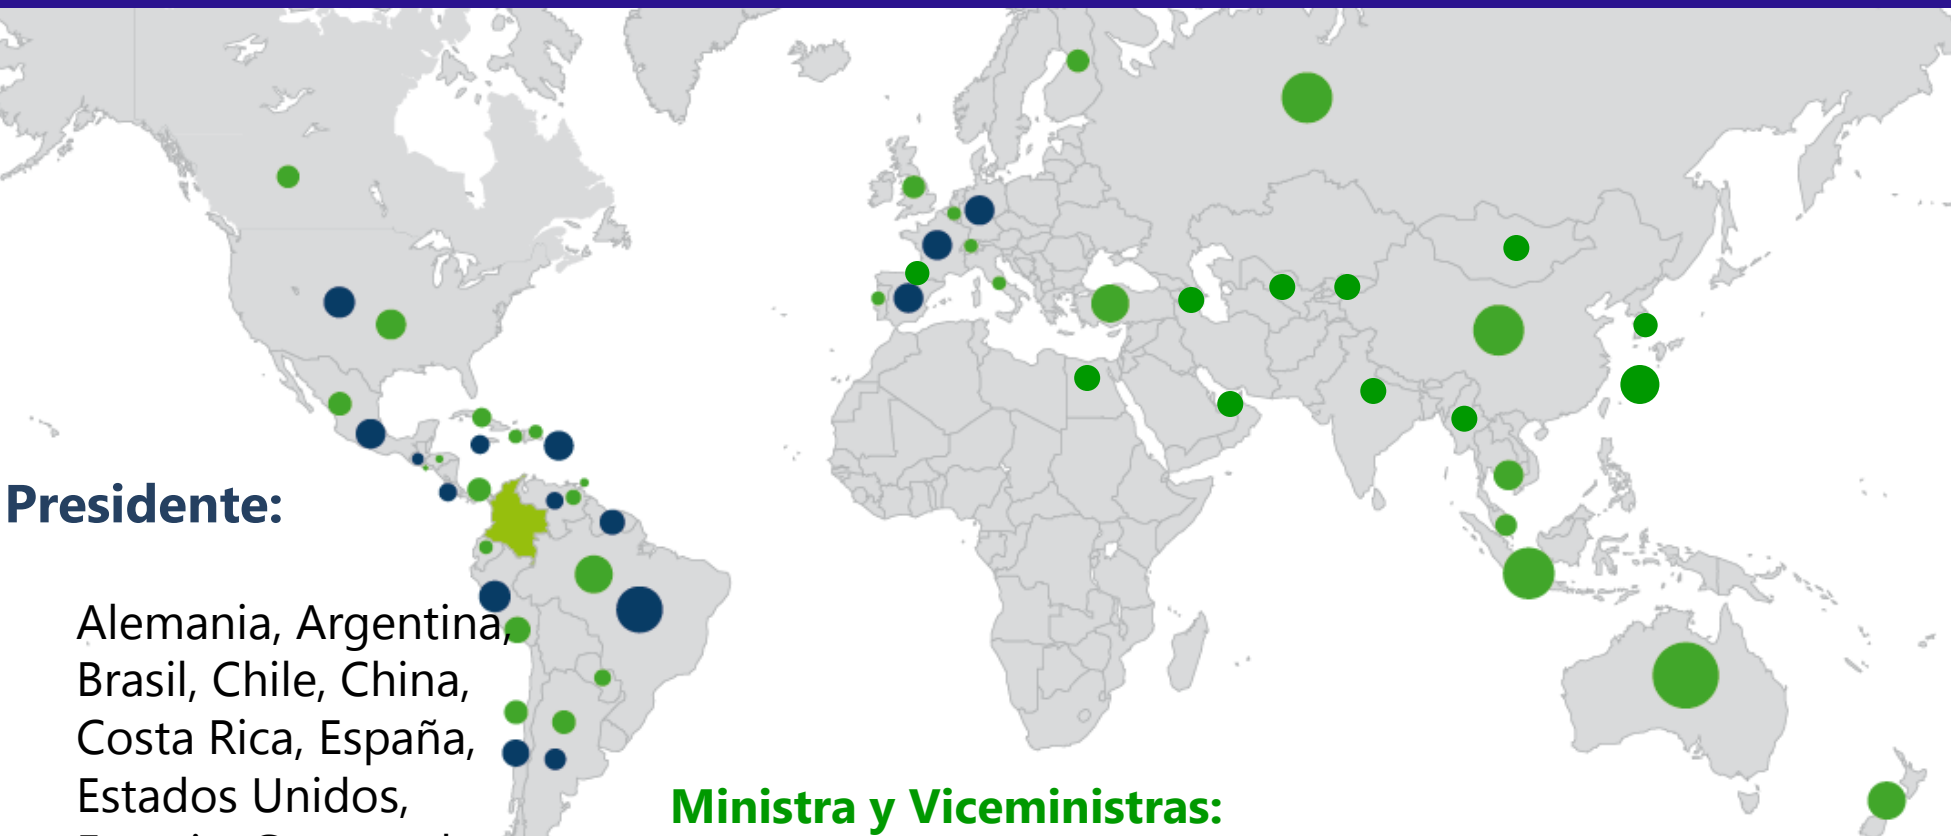 Presidente:
Alemania, Argentina,
Brasil, Chile, China,
Costa Rica, España,
Estados Unidos,
Ministra y Viceministras: